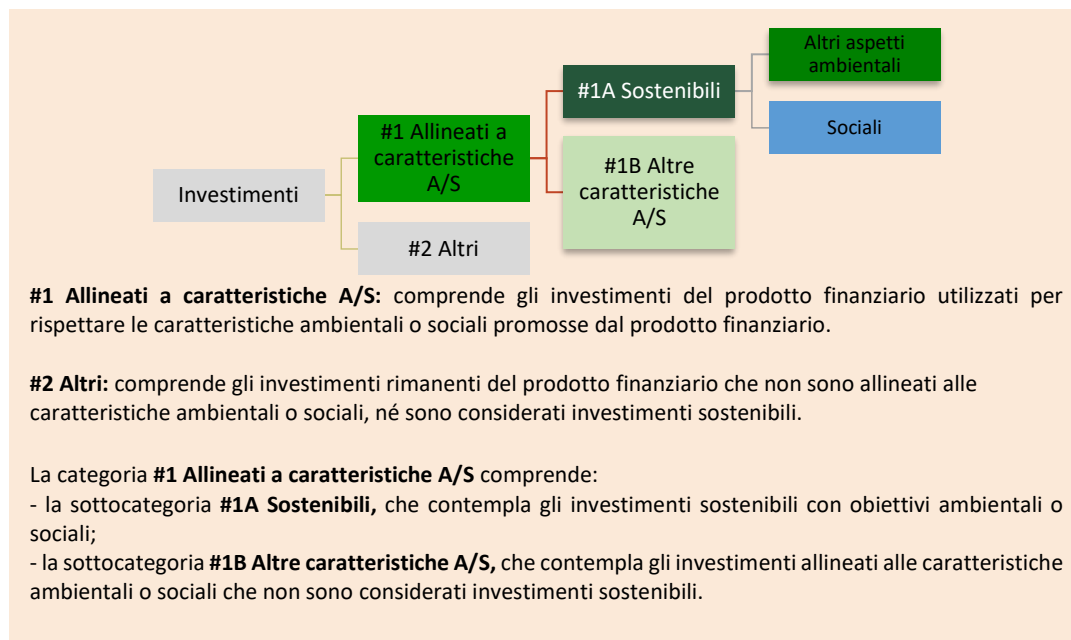 Altri aspetti
ambientali
#1A Sostenibili
#1 Allineati a
caratteristiche
A/S
Sociali
#1B Altre
caratteristiche
A/S
Investimenti
#2 Altri
#1 Allineati a caratteristiche A/S: comprende gli investimenti del prodotto finanziario utilizzati per
rispettare le caratteristiche ambientali o sociali promosse dal prodotto finanziario.
#2 Altri: comprende gli investimenti rimanenti del prodotto finanziario che non sono allineati alle
caratteristiche ambientali o sociali, né sono considerati investimenti sostenibili.
La categoria #1 Allineati a caratteristiche A/S comprende:
- la sottocategoria #1A Sostenibili, che contempla gli investimenti sostenibili con obiettivi ambientali o
sociali;
- la sottocategoria #1B Altre caratteristiche A/S, che contempla gli investimenti allineati alle caratteristiche
ambientali o sociali che non sono considerati investimenti sostenibili.